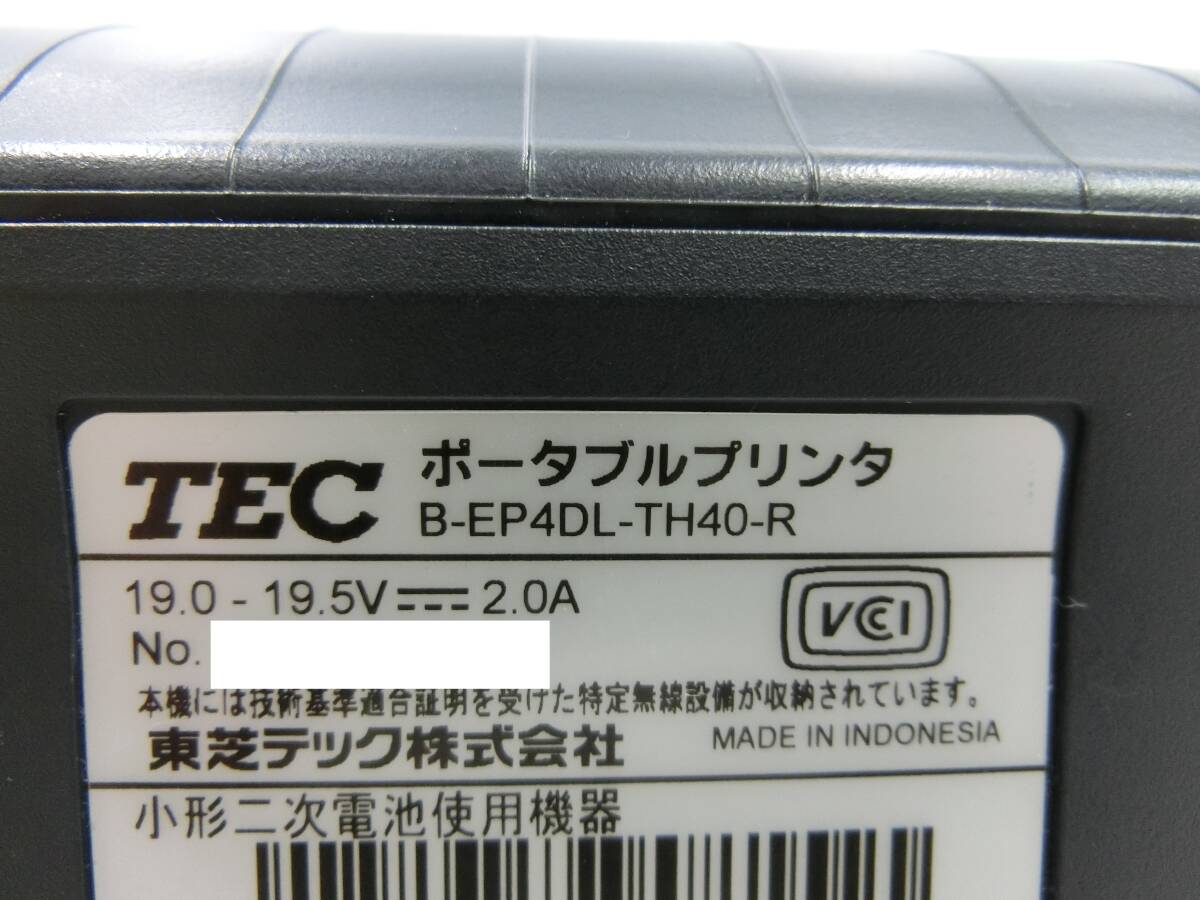 TEC ポータブルプリンタ
B-EP4DL-TH40-R
19.0 - 19.5V ⎓ 2.0A
VCCI
No.
本機には技術基準適合証明を受けた特定無線設備が収納されています。
東芝テック株式会社 MADE IN INDONESIA
小形二次電池使用機器